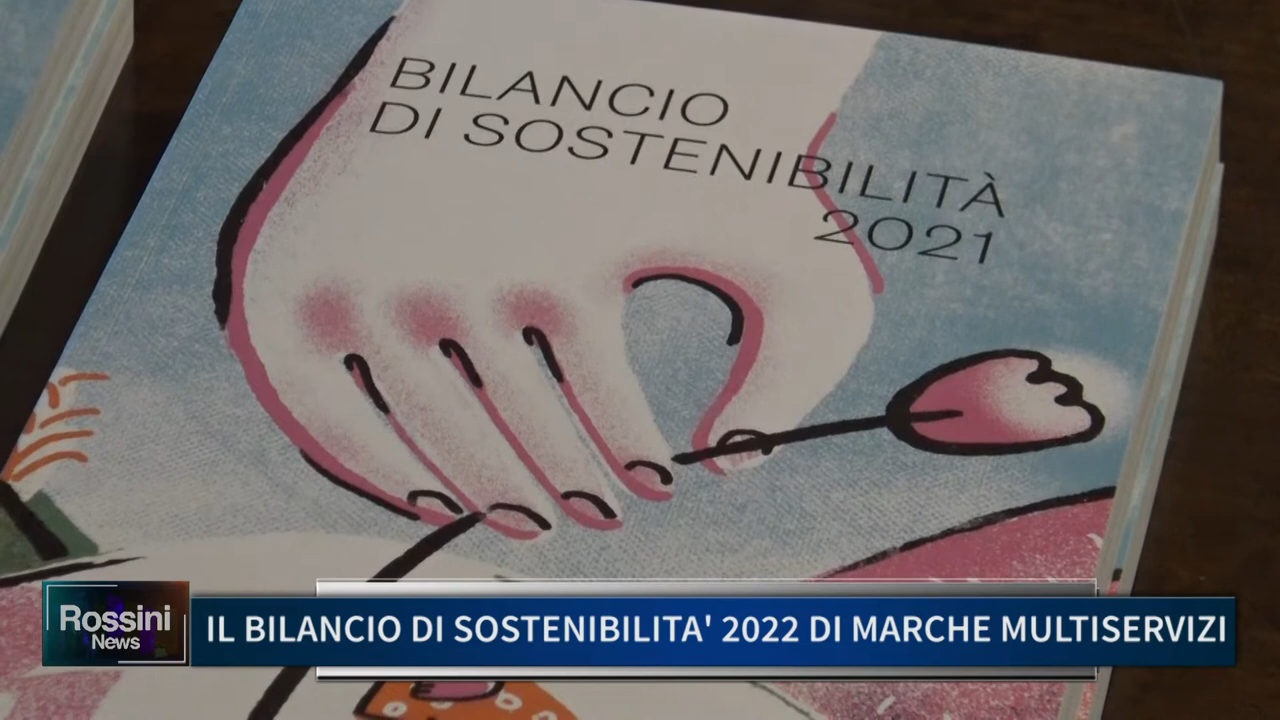 BILANCIO
DI SOSTENIBILITÀ
2021
Rossini
News
IL BILANCIO DI SOSTENIBILITA' 2022 DI MARCHE MULTISERVIZI